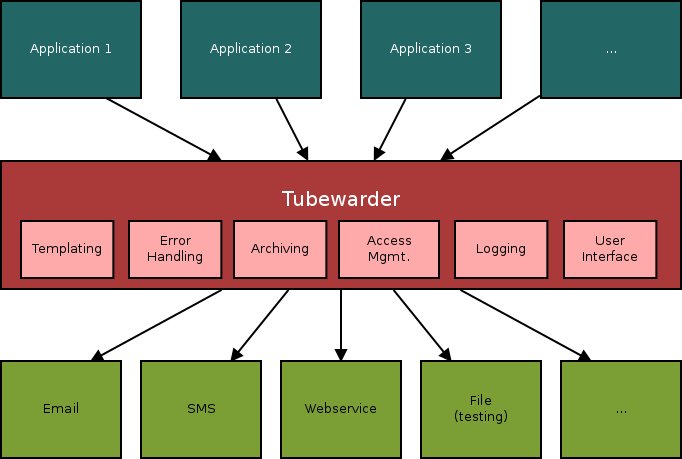 Application 1
Application 2
Application 3
...
Tubewarder
Templating
Error
Handling
Archiving
Access
Mgmt.
Logging
User
Interface
Email
SMS
Webservice
File
(testing)
...